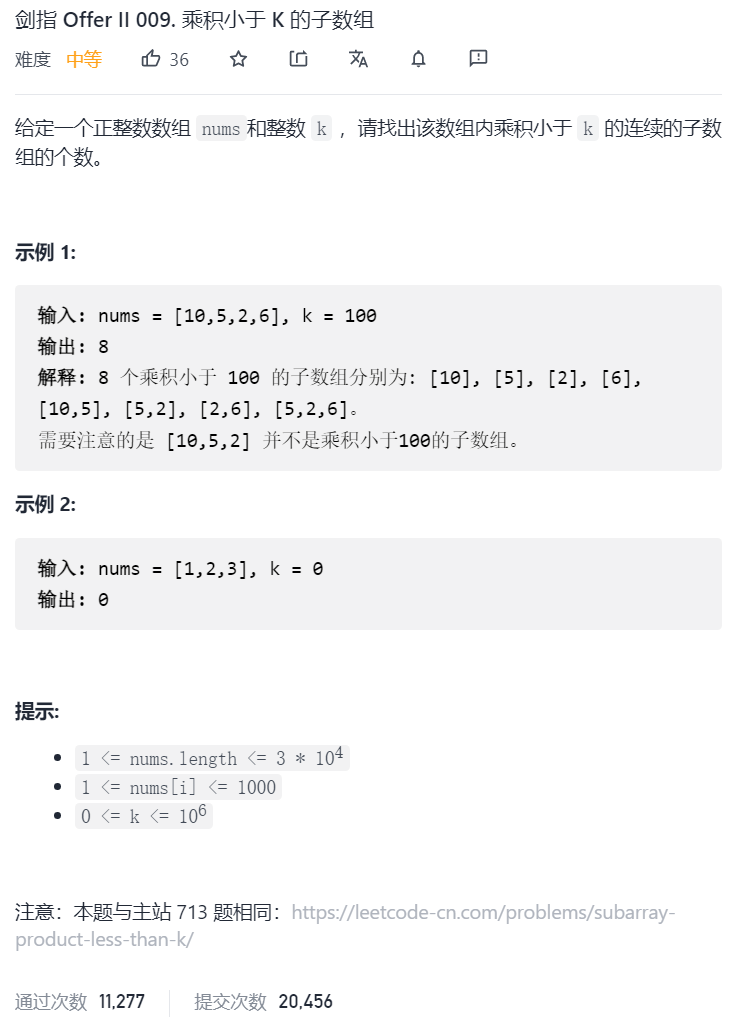 剑指 Offer II 009. 乘积小于 K 的子数组
难度 中等 36
给定一个正整数数组 nums和整数 k ，请找出该数组内乘积小于 k 的连续的子数
组的个数。
示例 1:
输入: nums = [10,5,2,6], k = 100
输出: 8
解释: 8 个乘积小于 100 的子数组分别为: [10], [5], [2], [6],
[10,5], [5,2], [2,6], [5,2,6]。
需要注意的是 [10,5,2] 并不是乘积小于100的子数组。
示例 2:
输入: nums = [1,2,3], k = 0
输出: 0
提示:
1 <= nums.length <= 3 * 10⁴
1 <= nums[i] <= 1000
0 <= k <= 10⁶
注意：本题与主站 713 题相同：https://leetcode-cn.com/problems/subarray-
product-less-than-k/
通过次数 11,277 提交次数 20,456